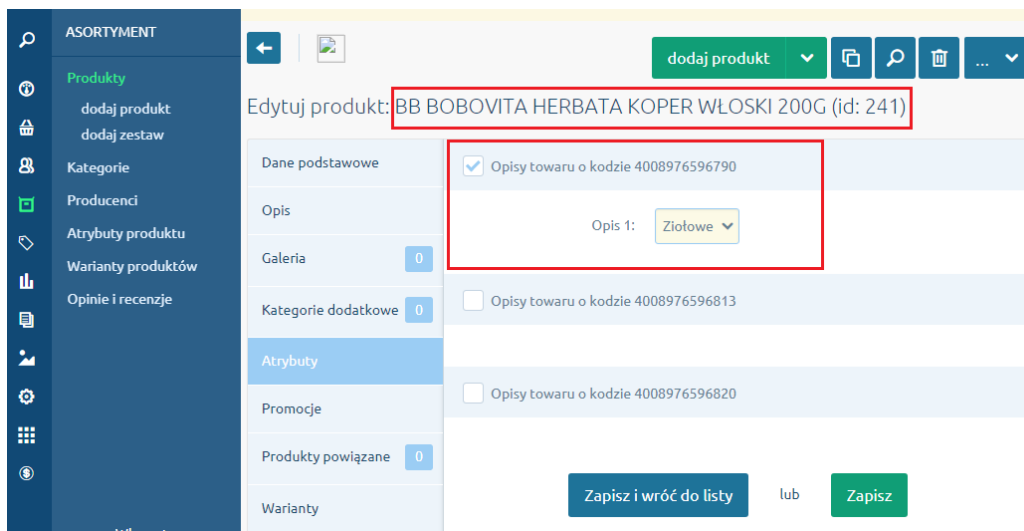 ASORTYMENT
Produkty
dodaj produkt
dodaj zestaw
Kategorie
Producenci
Atrybuty produktu
Warianty produktów
Opinie i recenzje
dodaj produkt
...
Edytuj produkt: BB BOBOVITA HERBATA KOPER WŁOSKI 200G (id: 241)
Dane podstawowe
Opis
Galeria 0
Kategorie dodatkowe 0
Atrybuty
Promocje
Produkty powiązane 0
Warianty
Opisy towaru o kodzie 4008976596790
Opis 1: Ziołowe
Opisy towaru o kodzie 4008976596813
Opisy towaru o kodzie 4008976596820
Zapisz i wróć do listy lub Zapisz